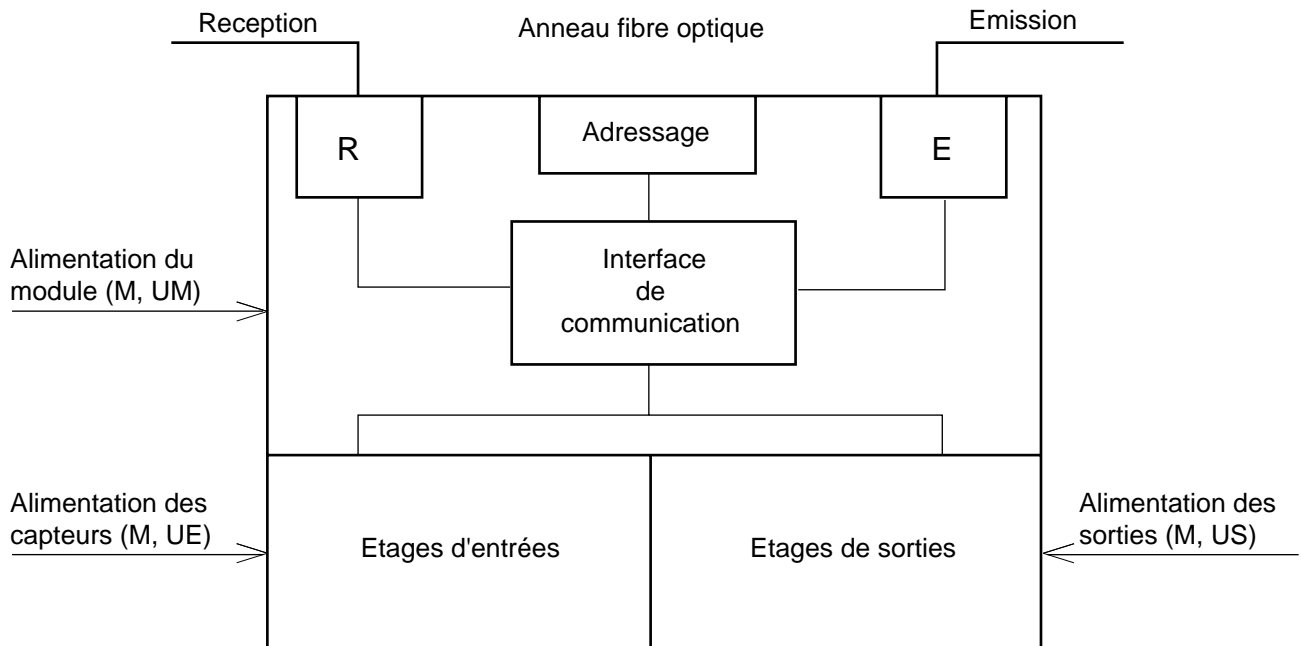 Reception
Anneau fibre optique
Emission
R
Adressage
E
Alimentation du
module (M, UM)
Interface
de
communication
Alimentation des
capteurs (M, UE)
Alimentation des
sorties (M, US)
Etages d'entrées
Etages de sorties